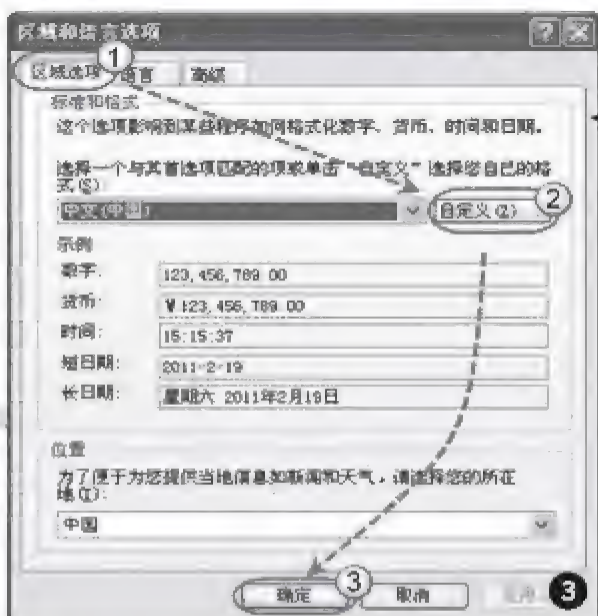 区域和语言选项
区域选项 语言 高级
1
标准和格式
这个选项影响到某些程序如何格式化数字、货币、时间和日期。
选择一个与其首选项匹配的项或单击“自定义”选择您自己的格
式(S):
中文(中国) 自定义(Z) 2
示例
数字: 123,456,789.00
货币: ￥123,456,789.00
时间: 15:15:37
短日期: 2011-2-19
长日期: 星期六 2011年2月19日
位置
为了便于为您提供当地信息如新闻和天气,请选择您的所在
地(T):
中国
确定 3 取消 3